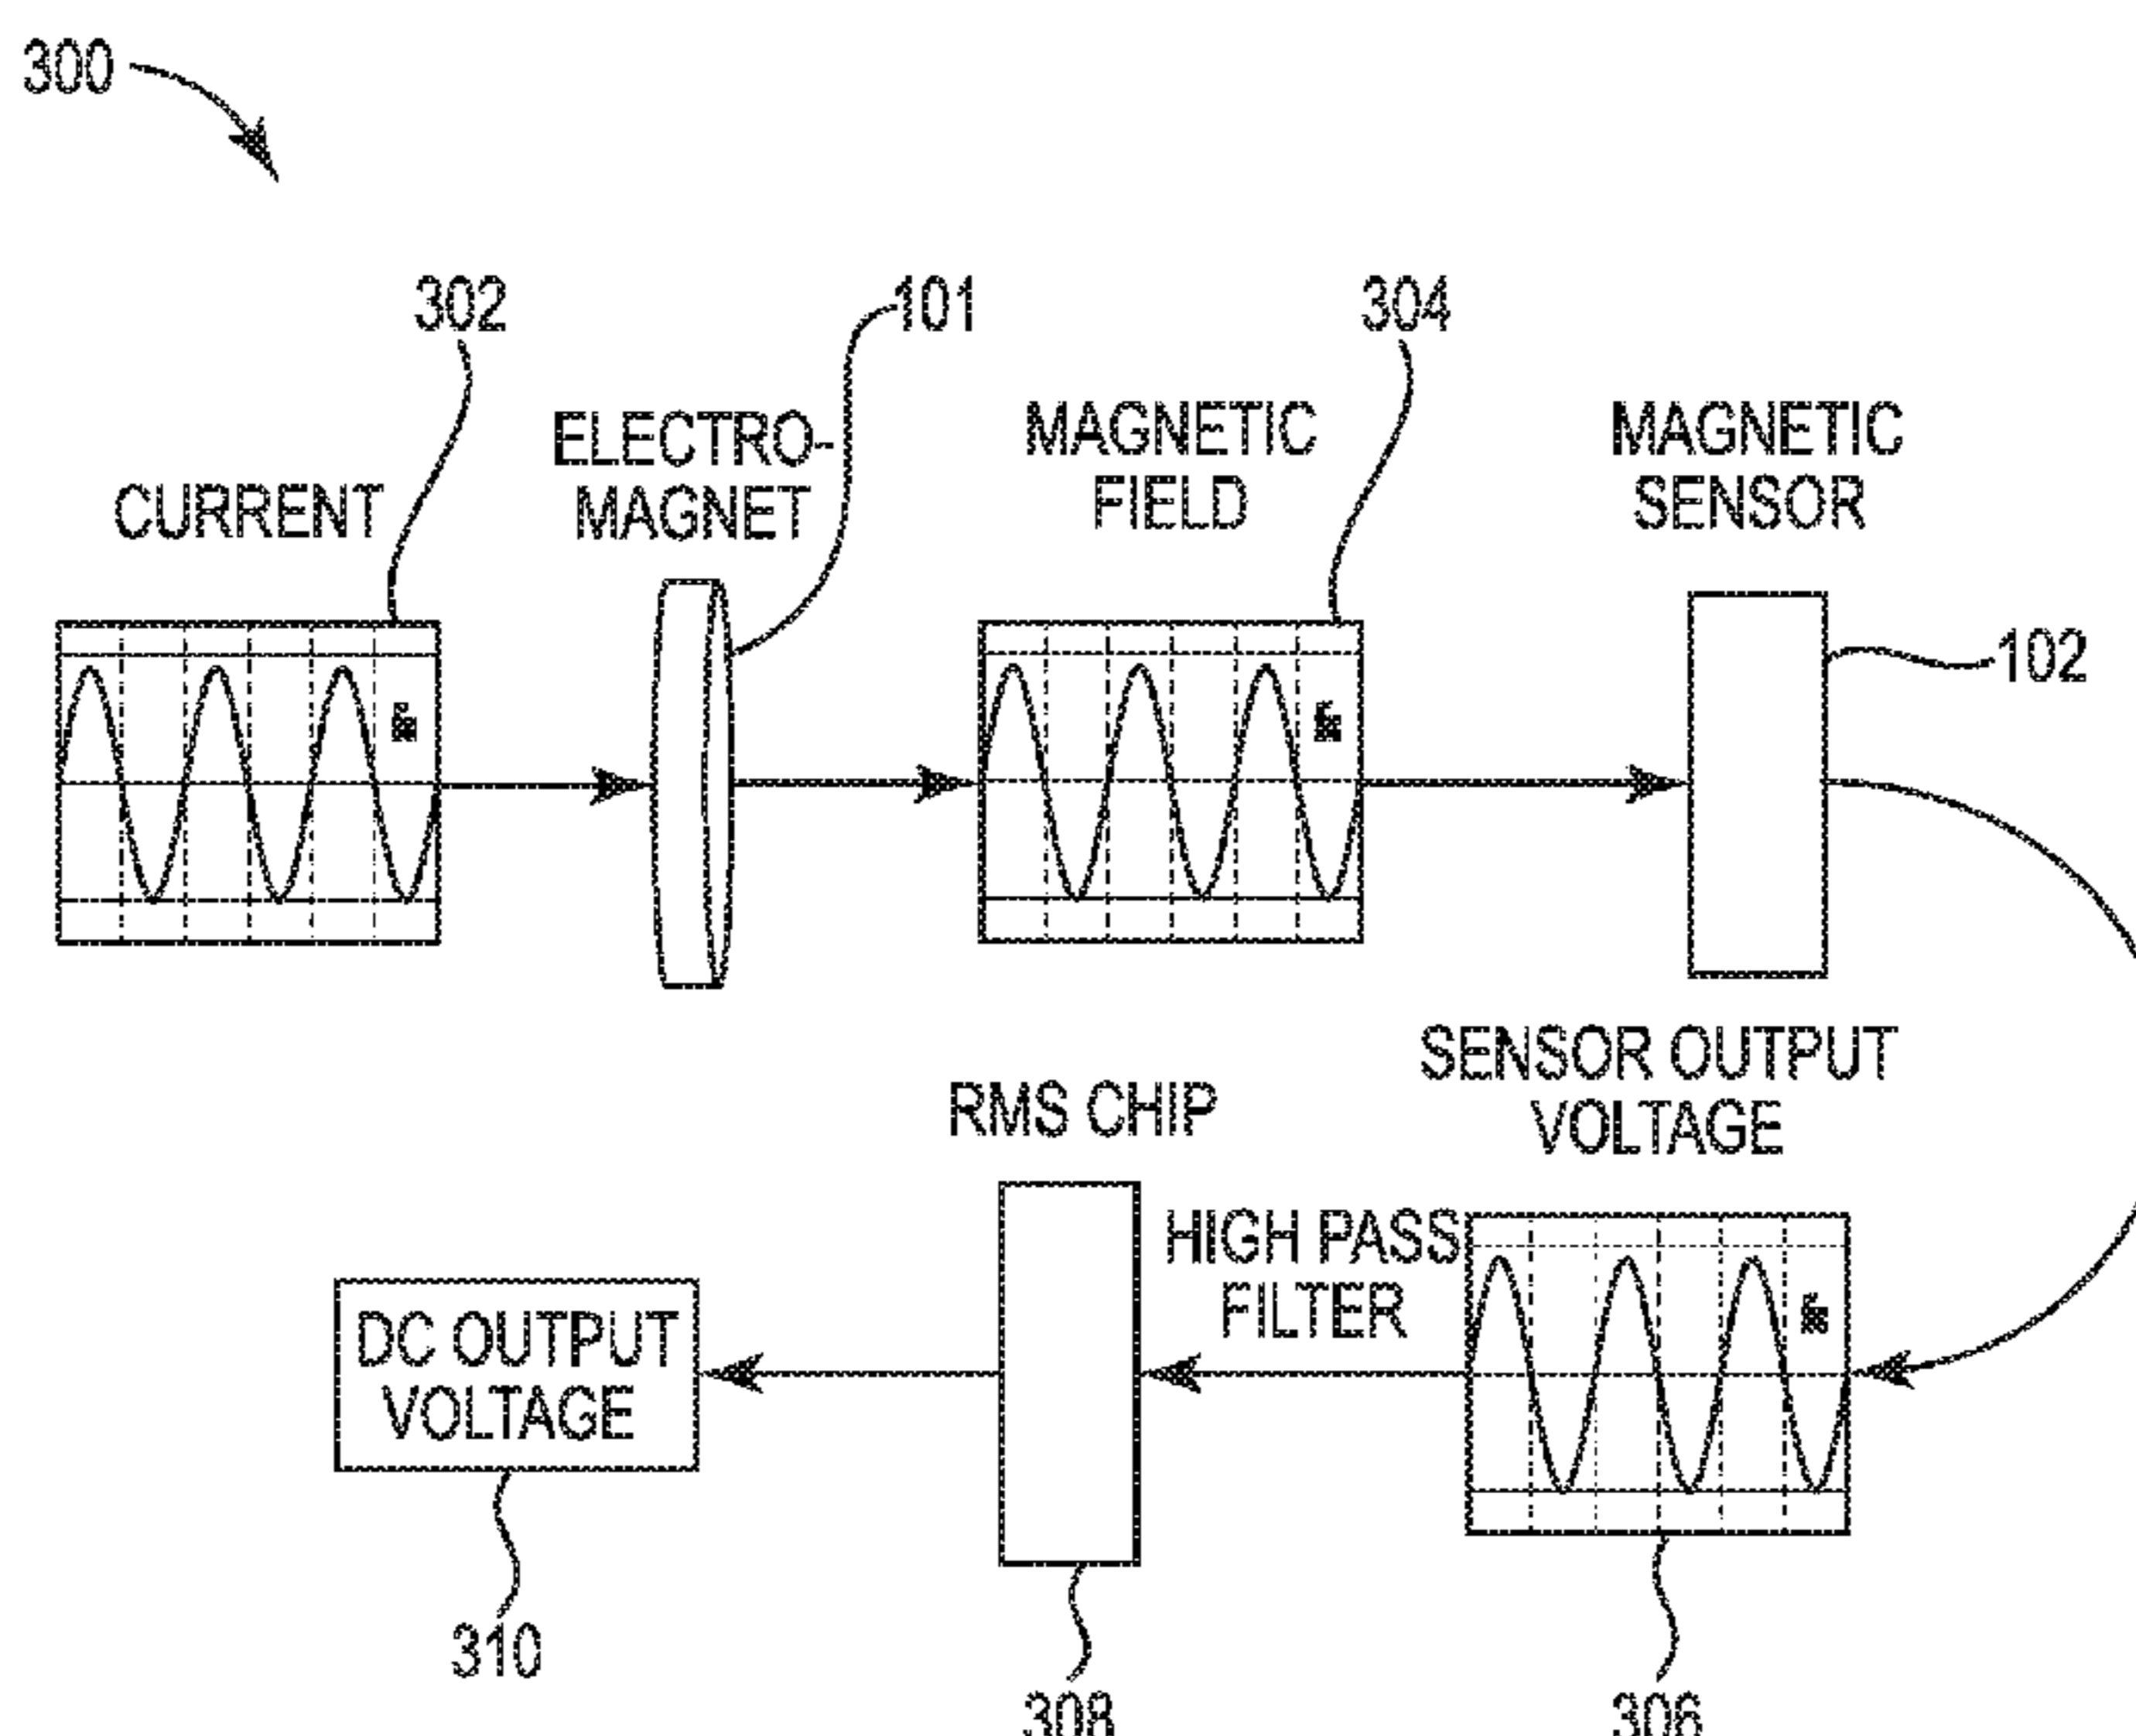 300
302
101
304
ELECTRO-
MAGNET
MAGNETIC
FIELD
MAGNETIC
SENSOR
CURRENT
102
SENSOR OUTPUT
VOLTAGE
RMS CHIP
HIGH PASS
FILTER
DC OUTPUT
VOLTAGE
310
308
306